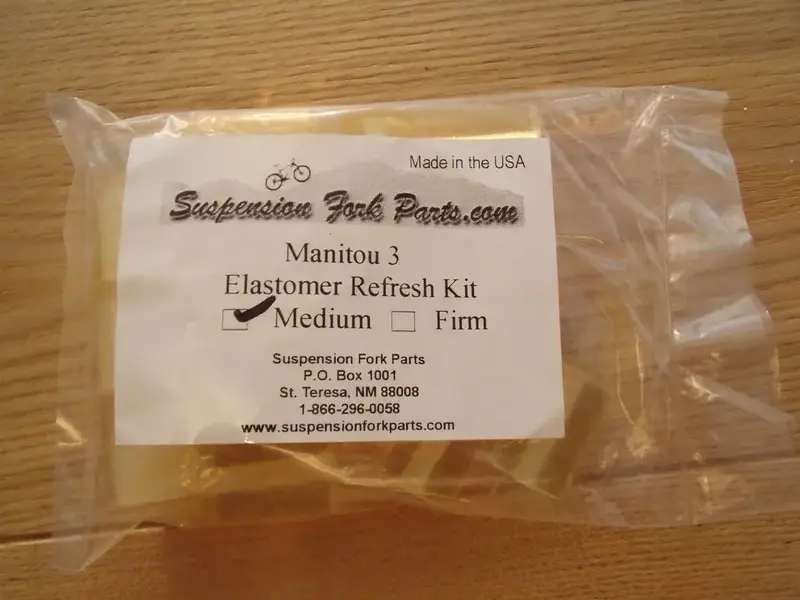 Made in the USA
Suspension Fork Parts.com
Manitou 3
Elastomer Refresh Kit
Medium Firm
Suspension Fork Parts
P.O. Box 1001
St. Teresa, NM 88008
1-866-296-0058
www.suspensionforkparts.com